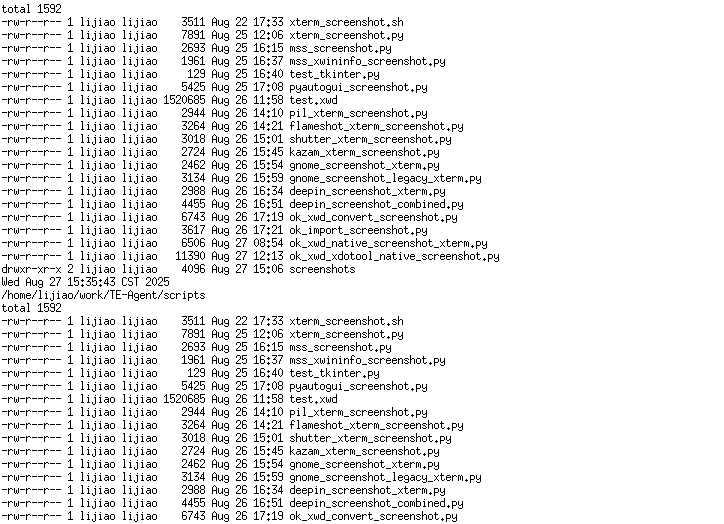 total 1592
-rw-r--r-- 1 lijiao lijiao    3511 Aug 22 17:33 xterm_screenshot.sh
-rw-r--r-- 1 lijiao lijiao    7891 Aug 25 12:06 xterm_screenshot.py
-rw-r--r-- 1 lijiao lijiao    2693 Aug 25 16:15 mss_screenshot.py
-rw-r--r-- 1 lijiao lijiao    1961 Aug 25 16:37 mss_xwininfo_screenshot.py
-rw-r--r-- 1 lijiao lijiao     129 Aug 25 16:40 test_tkinter.py
-rw-r--r-- 1 lijiao lijiao    5425 Aug 25 17:08 pyautogui_screenshot.py
-rw-r--r-- 1 lijiao lijiao 1520685 Aug 26 11:58 test.xwd
-rw-r--r-- 1 lijiao lijiao    2944 Aug 26 14:10 pil_xterm_screenshot.py
-rw-r--r-- 1 lijiao lijiao    3264 Aug 26 14:21 flameshot_xterm_screenshot.py
-rw-r--r-- 1 lijiao lijiao    3018 Aug 26 15:01 shutter_xterm_screenshot.py
-rw-r--r-- 1 lijiao lijiao    2724 Aug 26 15:45 kazam_xterm_screenshot.py
-rw-r--r-- 1 lijiao lijiao    2462 Aug 26 15:54 gnome_screenshot_xterm.py
-rw-r--r-- 1 lijiao lijiao    3134 Aug 26 15:59 gnome_screenshot_legacy_xterm.py
-rw-r--r-- 1 lijiao lijiao    2988 Aug 26 16:34 deepin_screenshot_xterm.py
-rw-r--r-- 1 lijiao lijiao    4455 Aug 26 16:51 deepin_screenshot_combined.py
-rw-r--r-- 1 lijiao lijiao    6743 Aug 26 17:19 ok_xwd_convert_screenshot.py
-rw-r--r-- 1 lijiao lijiao    3617 Aug 26 17:21 ok_import_screenshot.py
-rw-r--r-- 1 lijiao lijiao    6506 Aug 27 08:54 ok_xwd_native_screenshot_xterm.py
-rw-r--r-- 1 lijiao lijiao   11390 Aug 27 12:13 ok_xwd_xdotool_native_screenshot.py
drwxr-xr-x 2 lijiao lijiao    4096 Aug 27 15:06 screenshots
Wed Aug 27 15:35:43 CST 2025
/home/lijiao/work/TE-Agent/scripts
total 1592
-rw-r--r-- 1 lijiao lijiao    3511 Aug 22 17:33 xterm_screenshot.sh
-rw-r--r-- 1 lijiao lijiao    7891 Aug 25 12:06 xterm_screenshot.py
-rw-r--r-- 1 lijiao lijiao    2693 Aug 25 16:15 mss_screenshot.py
-rw-r--r-- 1 lijiao lijiao    1961 Aug 25 16:37 mss_xwininfo_screenshot.py
-rw-r--r-- 1 lijiao lijiao     129 Aug 25 16:40 test_tkinter.py
-rw-r--r-- 1 lijiao lijiao    5425 Aug 25 17:08 pyautogui_screenshot.py
-rw-r--r-- 1 lijiao lijiao 1520685 Aug 26 11:58 test.xwd
-rw-r--r-- 1 lijiao lijiao    2944 Aug 26 14:10 pil_xterm_screenshot.py
-rw-r--r-- 1 lijiao lijiao    3264 Aug 26 14:21 flameshot_xterm_screenshot.py
-rw-r--r-- 1 lijiao lijiao    3018 Aug 26 15:01 shutter_xterm_screenshot.py
-rw-r--r-- 1 lijiao lijiao    2724 Aug 26 15:45 kazam_xterm_screenshot.py
-rw-r--r-- 1 lijiao lijiao    2462 Aug 26 15:54 gnome_screenshot_xterm.py
-rw-r--r-- 1 lijiao lijiao    3134 Aug 26 15:59 gnome_screenshot_legacy_xterm.py
-rw-r--r-- 1 lijiao lijiao    2988 Aug 26 16:34 deepin_screenshot_xterm.py
-rw-r--r-- 1 lijiao lijiao    4455 Aug 26 16:51 deepin_screenshot_combined.py
-rw-r--r-- 1 lijiao lijiao    6743 Aug 26 17:19 ok_xwd_convert_screenshot.py